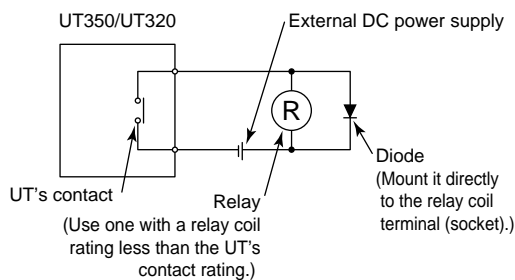 UT350/UT320
External DC power supply
R
UT's contact
Relay
(Use one with a relay coil
rating less than the UT's
contact rating.)
Diode
(Mount it directly
to the relay coil
terminal (socket).)